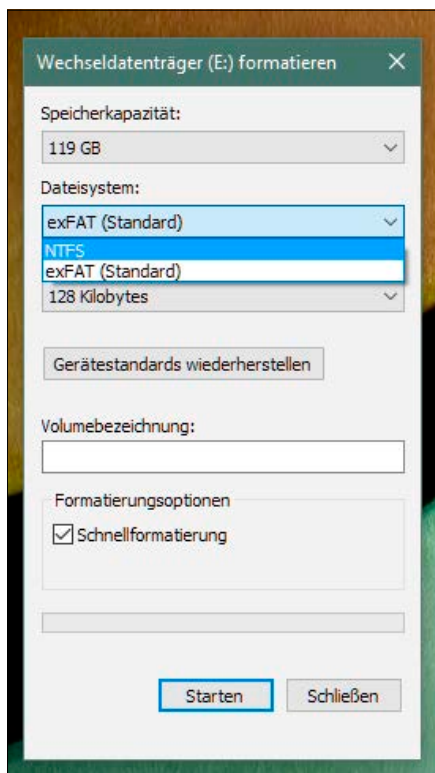 Wechseldatenträger (E:) formatieren
Speicherkapazität:
119 GB
Dateisystem:
exFAT (Standard)
NTFS
exFAT (Standard)
128 Kilobytes
Gerätestandards wiederherstellen
Volumebezeichnung:
Formatierungsoptionen
Schnellformatierung
Starten
Schließen